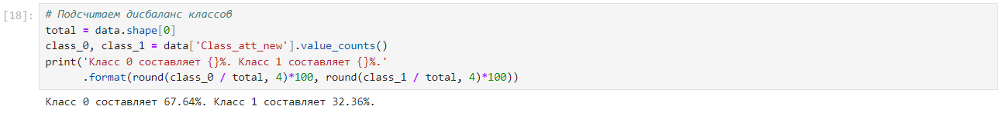 [18]:
# Подсчитаем дисбаланс классов
total = data.shape[0]
class_0, class_1 = data['Class_att_new'].value_counts()
print('Класс 0 составляет {}%. Класс 1 составляет {}%.'
      .format(round(class_0 / total, 4)*100, round(class_1 / total, 4)*100))
Класс 0 составляет 67.64%. Класс 1 составляет 32.36%.